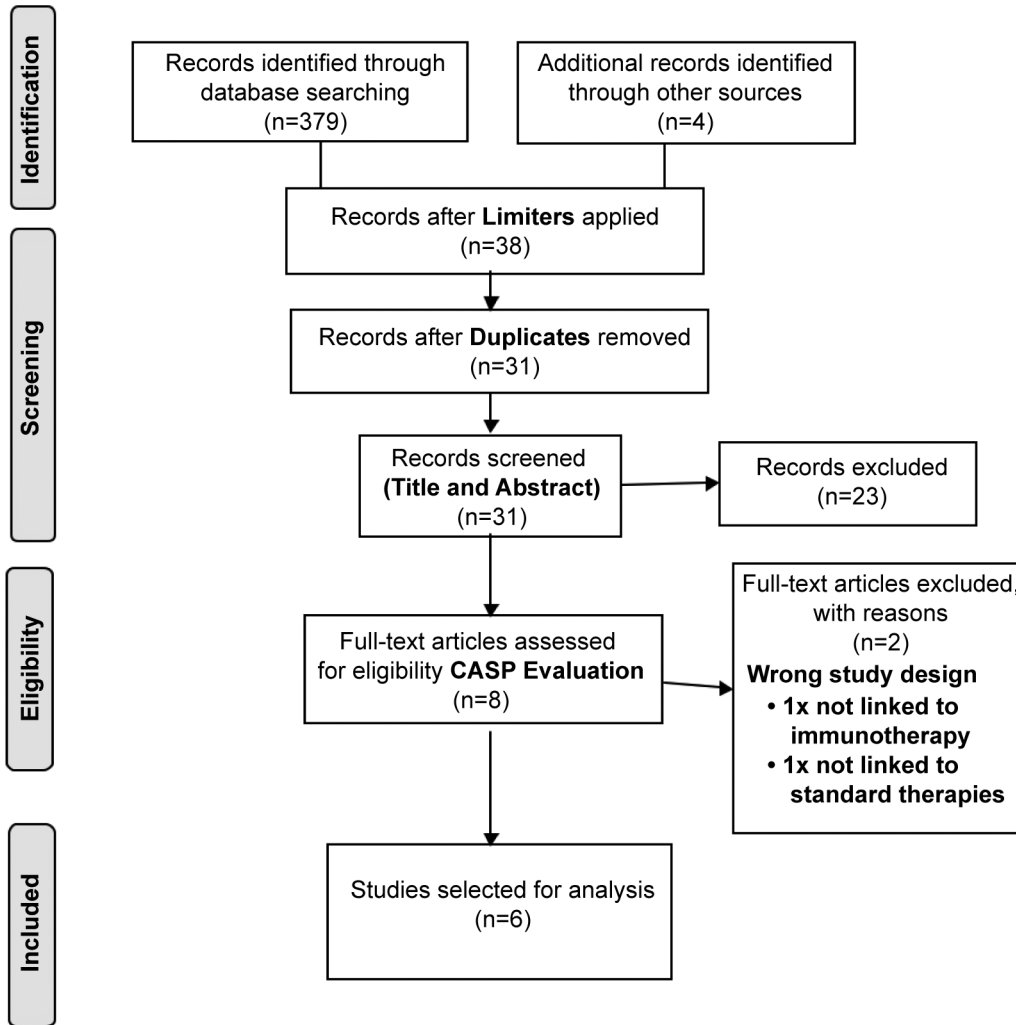 Identification
Records identified through
database searching
(n=379)
Additional records identified
through other sources
(n=4)
Records after Limiters applied
(n=38)
Screening
Records after Duplicates removed
(n=31)
Records screened
(Title and Abstract)
(n=31)
Records excluded
(n=23)
Eligibility
Full-text articles assessed
for eligibility CASP Evaluation
(n=8)
Full-text articles excluded,
with reasons
(n=2)
Wrong study design
• 1x not linked to
immunotherapy
• 1x not linked to
standard therapies
Included
Studies selected for analysis
(n=6)